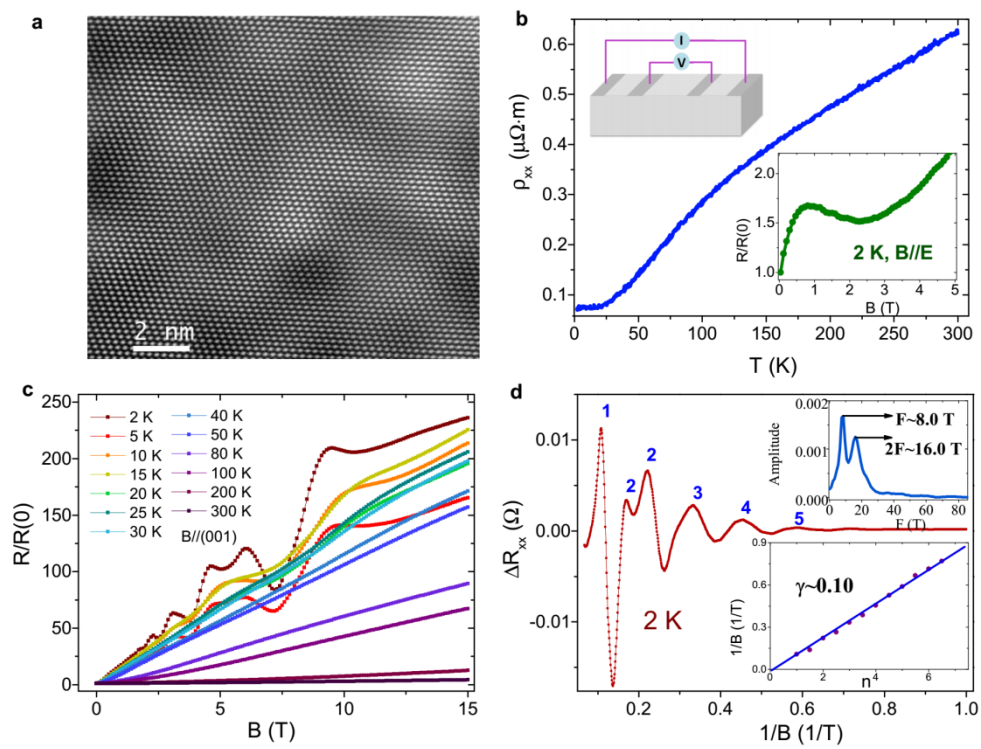 a
2 nm
b
I
V
ρxx (μΩ·m)
0.6
0.5
0.4
0.3
0.2
0.1
0 50 100 150 200 250 300
T (K)
R/R(0)
2.0
1.5
1.0
2 K, B//E
0 1 2 3 4 5
B (T)
c
R/R(0)
250
200
150
100
50
0
2 K
5 K
10 K
15 K
20 K
25 K
30 K
40 K
50 K
80 K
100 K
200 K
300 K
B//(001)
0 5 10 15
B (T)
d
ΔRxx (Ω)
0.01
0.00
-0.01
1
2
2
3
4
5
2 K
0.2 0.4 0.6 0.8 1.0
1/B (1/T)
Amplitude
0.002
0.001
0.000
F~8.0 T
2F~16.0 T
0 20 40 60 80
F (T)
1/B (1/T)
0.9
0.6
0.3
0.0
γ~0.10
0 2 4 6
n